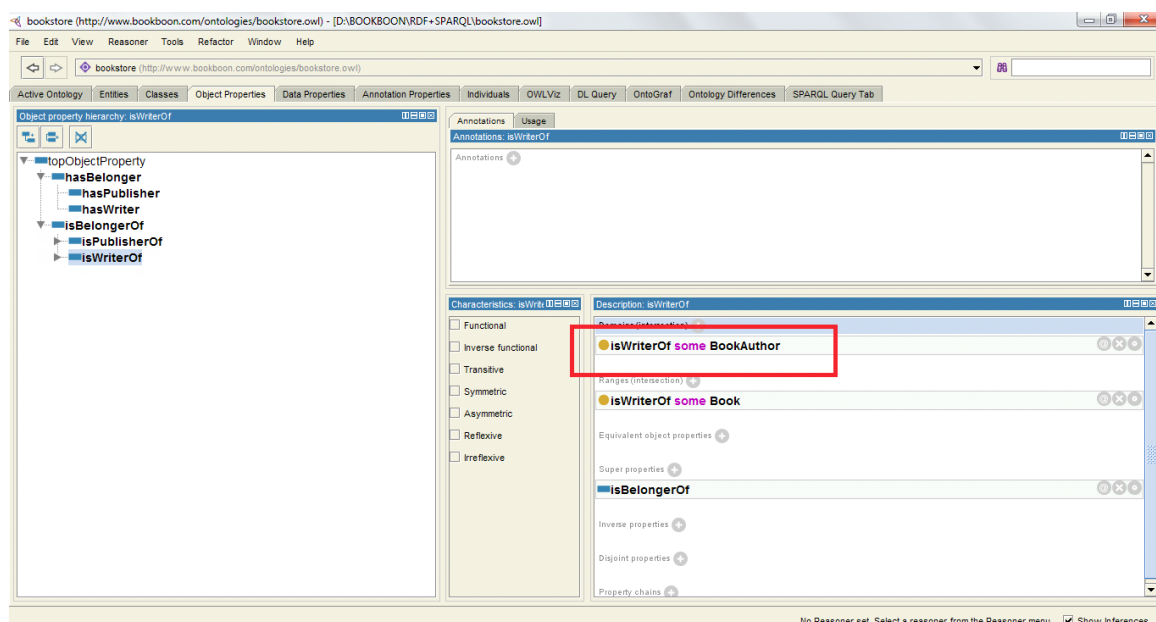 bookstore (http://www.bookboon.com/ontologies/bookstore.owl) - [D:\BOOKBOON\RDF+SPARQL\bookstore.owl]
File Edit View Reasoner Tools Refactor Window Help
bookstore (http://www.bookboon.com/ontologies/bookstore.owl)
Active Ontology Entities Classes Object Properties Data Properties Annotation Properties Individuals OWLViz DL Query OntoGraf Ontology Differences SPARQL Query Tab
Object property hierarchy: isWriterOf
topObjectProperty
hasBelonger
hasPublisher
hasWriter
isBelongerOf
isPublisherOf
isWriterOf
Annotations Usage
Annotations: isWriterOf
Annotations
Characteristics: isWrite
Functional
Inverse functional
Transitive
Symmetric
Asymmetric
Reflexive
Irreflexive
Description: isWriterOf
Domains (intersection)
isWriterOf some BookAuthor
Ranges (intersection)
isWriterOf some Book
Equivalent object properties
Super properties
isBelongerOf
Inverse properties
Disjoint properties
Property chains
No Reasoner set. Select a reasoner from the Reasoner menu Show Inferences